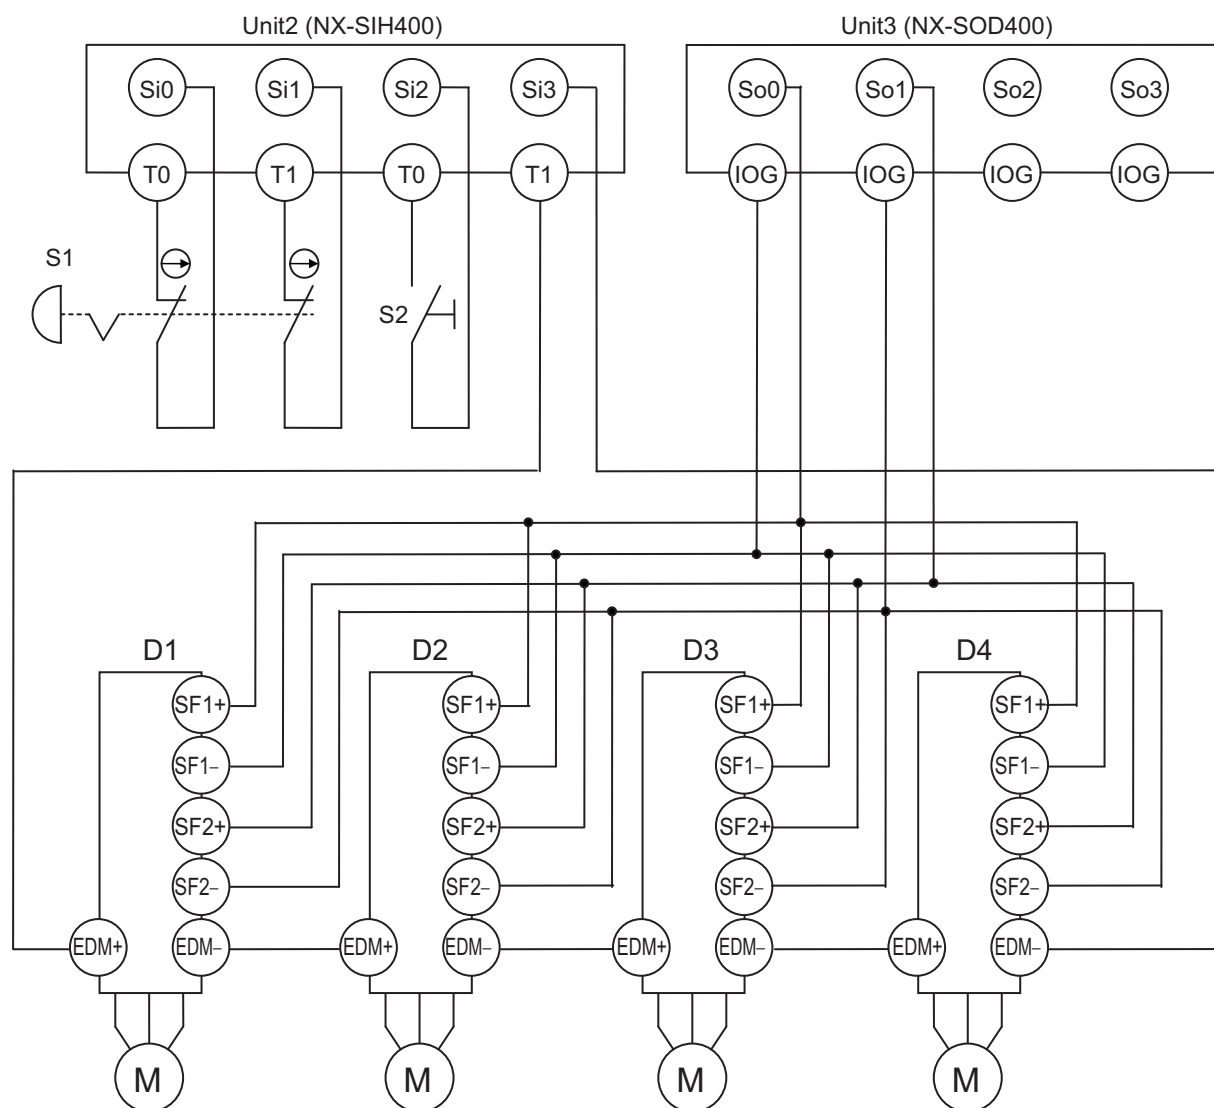 Unit2 (NX-SIH400) Unit3 (NX-SOD400)
Si0 Si1 Si2 Si3 So0 So1 So2 So3
T0 T1 T0 T1 IOG IOG IOG IOG
S1
S2
D1 D2 D3 D4
SF1+ SF1+ SF1+ SF1+
SF1− SF1− SF1− SF1−
SF2+ SF2+ SF2+ SF2+
SF2− SF2− SF2− SF2−
EDM+ EDM− EDM+ EDM− EDM+ EDM− EDM+ EDM−
M M M M